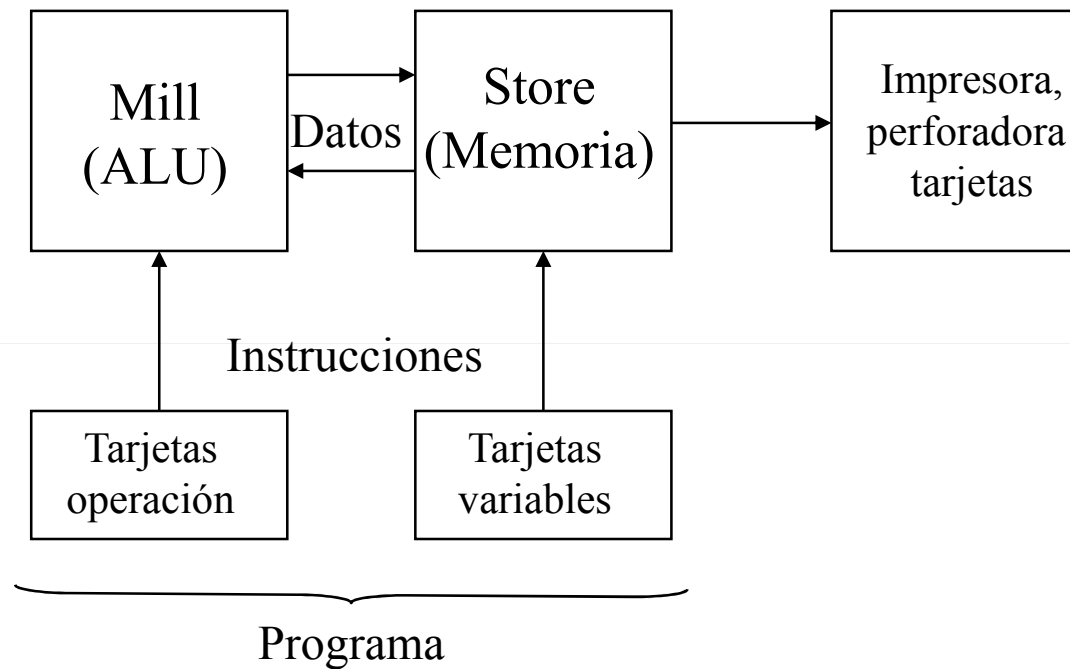 Mill
(ALU)
Datos
Store
(Memoria)
Impresora,
perforadora
tarjetas
Instrucciones
Tarjetas
operación
Tarjetas
variables
Programa